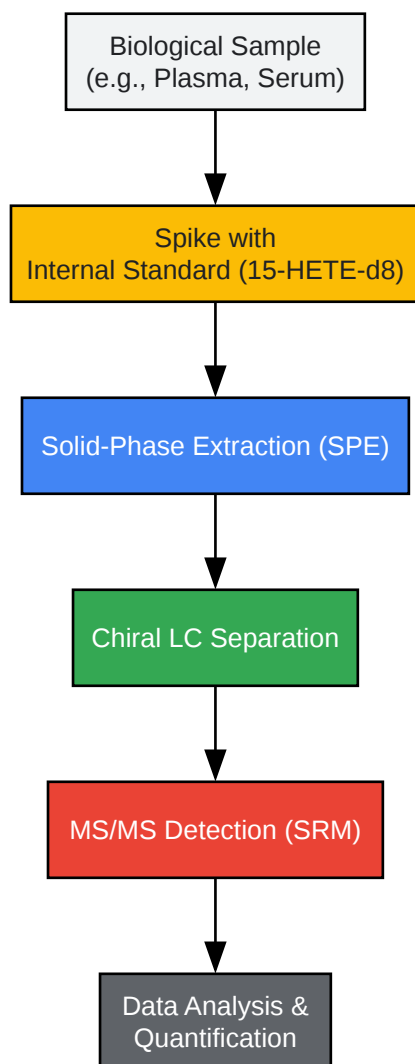 Biological Sample
(e.g., Plasma, Serum)
Spike with
Internal Standard (15-HETE-d8)
Solid-Phase Extraction (SPE)
Chiral LC Separation
MS/MS Detection (SRM)
Data Analysis &
Quantification